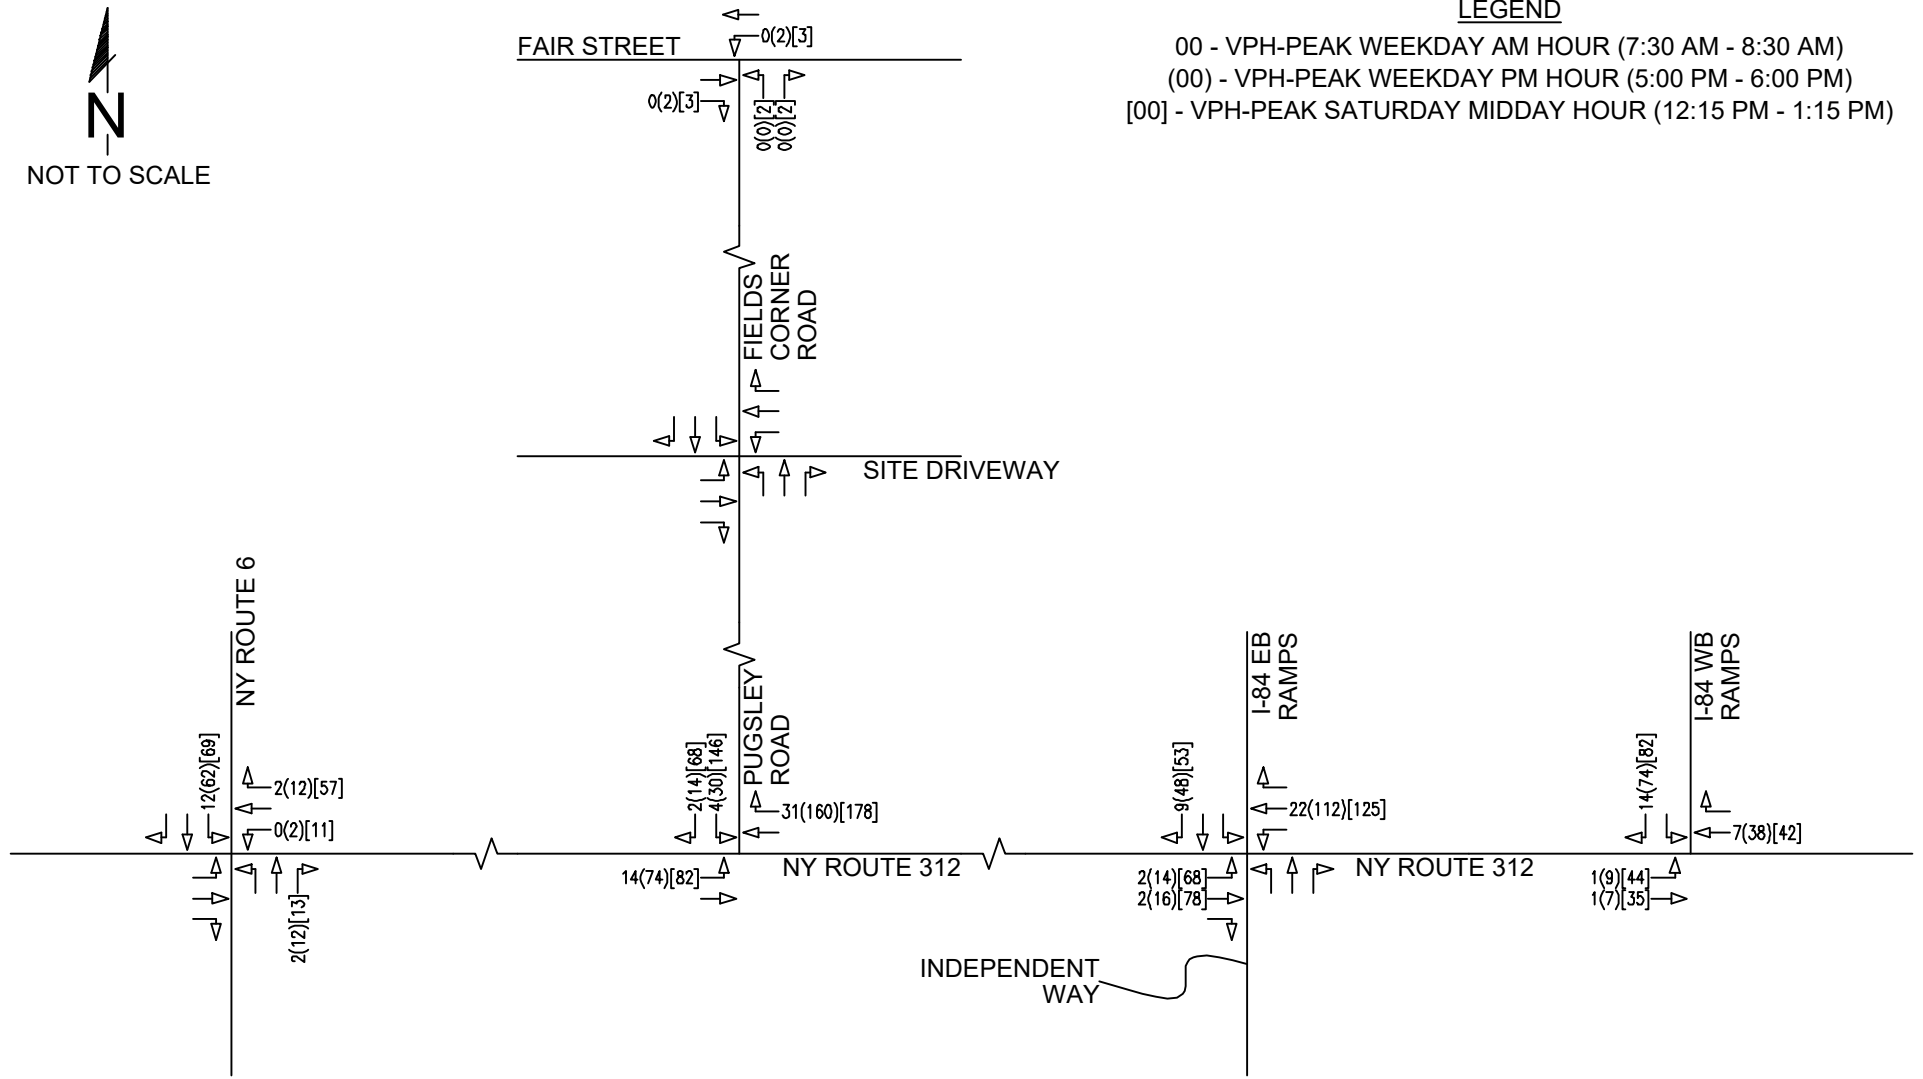 LEGEND
00 - VPH-PEAK WEEKDAY AM HOUR (7:30 AM - 8:30 AM)
(00) - VPH-PEAK WEEKDAY PM HOUR (5:00 PM - 6:00 PM)
[00] - VPH-PEAK SATURDAY MIDDAY HOUR (12:15 PM - 1:15 PM)
N
NOT TO SCALE
FAIR STREET
0(2)[3]
0(2)[3]
0(0)[2]
0(0)[2]
FIELDS
CORNER
ROAD
SITE DRIVEWAY
NY ROUTE 6
12(62)[69]
2(12)[57]
0(2)[11]
2(12)[13]
PUGSLEY
ROAD
2(14)[68]
4(30)[146]
31(160)[178]
14(74)[82]
NY ROUTE 312
I-84 EB
RAMPS
9(48)[53]
22(112)[125]
2(14)[68]
2(16)[78]
NY ROUTE 312
INDEPENDENT
WAY
I-84 WB
RAMPS
14(74)[82]
7(38)[42]
1(9)[44]
1(7)[35]